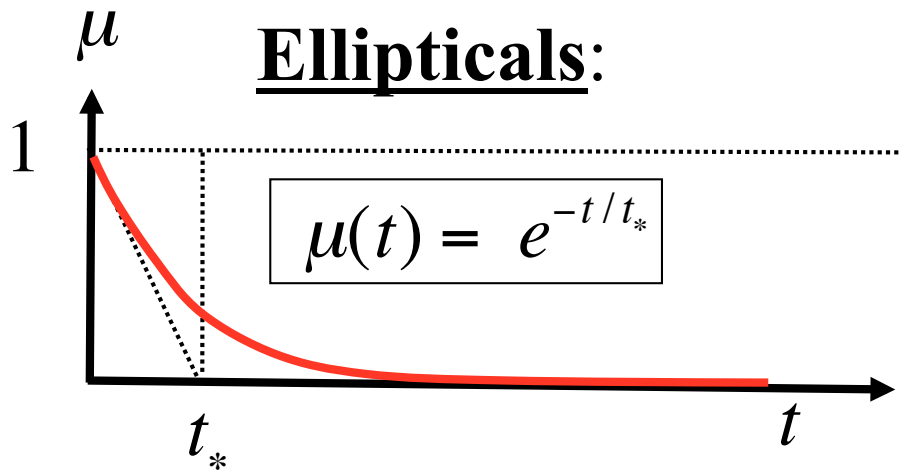 μ
Ellipticals:
1
μ(t) = e^{-t/t_*}
t_*
t